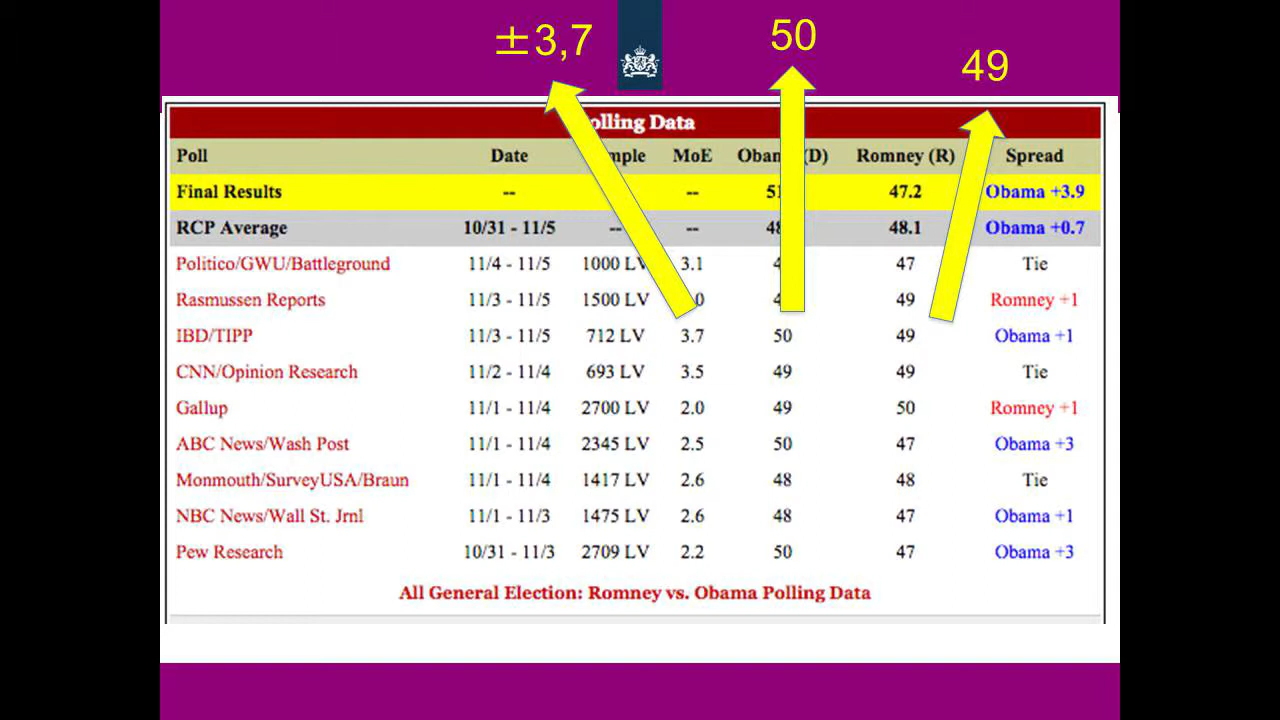 ±3,7
50
49
olling Data
Poll Date mple MoE Oba (D) Romney (R) Spread
Final Results -- -- 47.2 Obama +3.9
RCP Average 10/31 - 11/5 -- -- 48.1 Obama +0.7
Politico/GWU/Battleground 11/4 - 11/5 1000 LV 3.1 47 Tie
Rasmussen Reports 11/3 - 11/5 1500 LV 49 Romney +1
IBD/TIPP 11/3 - 11/5 712 LV 3.7 50 49 Obama +1
CNN/Opinion Research 11/2 - 11/4 693 LV 3.5 49 49 Tie
Gallup 11/1 - 11/4 2700 LV 2.0 49 50 Romney +1
ABC News/Wash Post 11/1 - 11/4 2345 LV 2.5 50 47 Obama +3
Monmouth/SurveyUSA/Braun 11/1 - 11/4 1417 LV 2.6 48 48 Tie
NBC News/Wall St. Jrnl 11/1 - 11/3 1475 LV 2.6 48 47 Obama +1
Pew Research 10/31 - 11/3 2709 LV 2.2 50 47 Obama +3
All General Election: Romney vs. Obama Polling Data